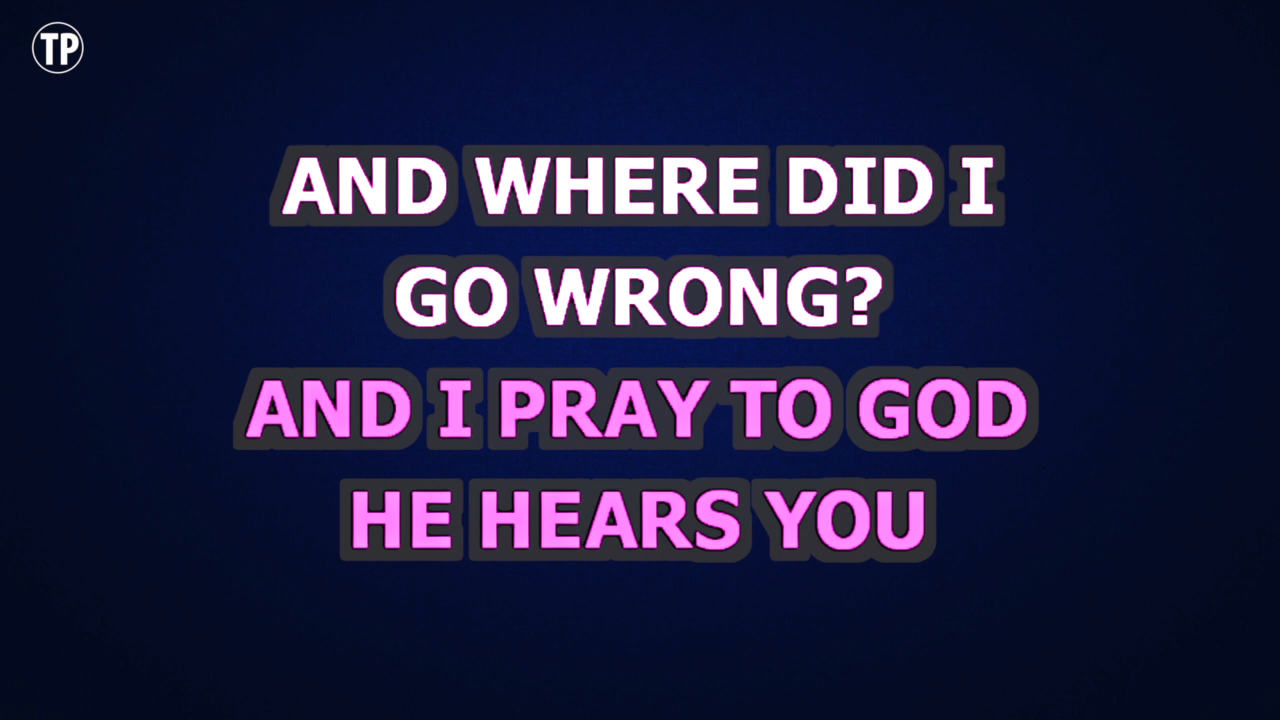 TP
AND WHERE DID I
GO WRONG?
AND I PRAY TO GOD
HE HEARS YOU